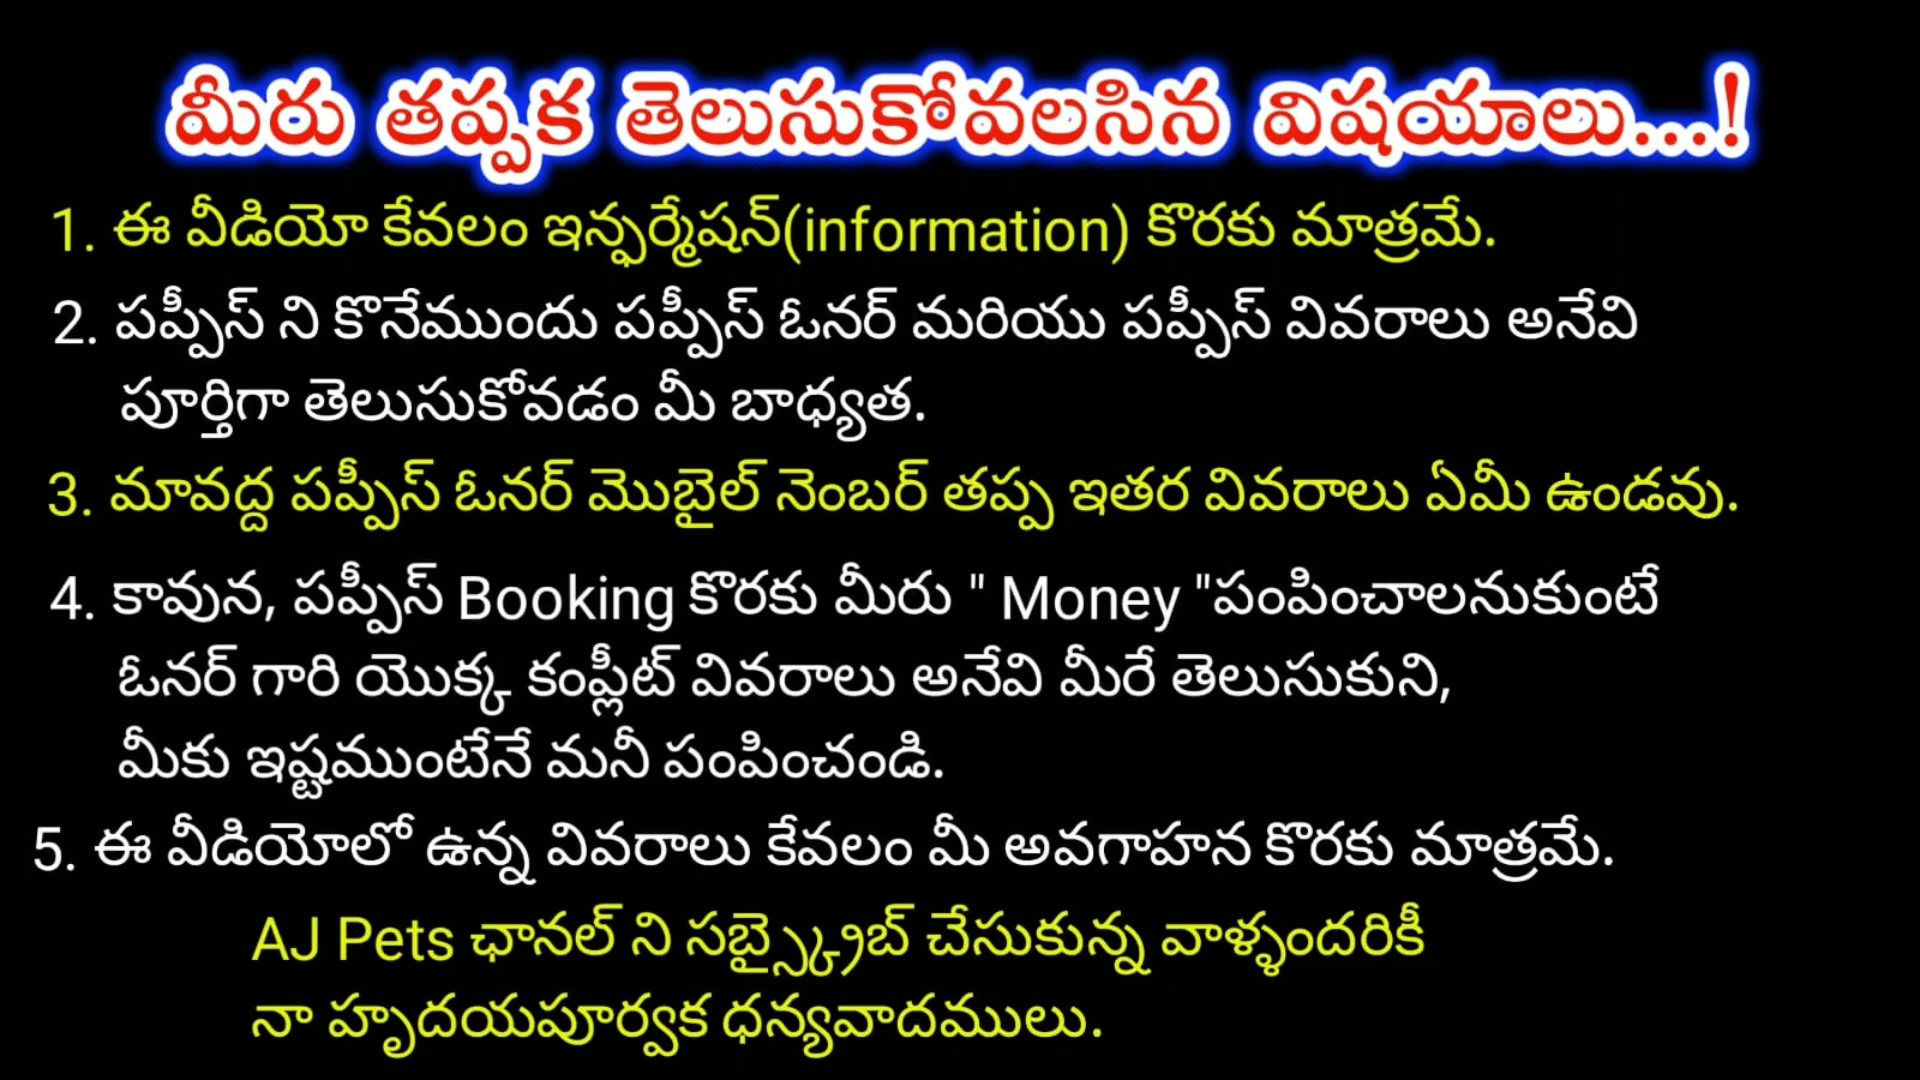 మీరు తప్పక తెలుసుకోవలసిన విషయాలు...!
1. ఈ వీడియో కేవలం ఇన్ఫర్మేషన్(information) కొరకు మాత్రమే.
2. పప్పీస్ ని కొనేముందు పప్పీస్ ఓనర్ మరియు పప్పీస్ వివరాలు అనేవి
పూర్తిగా తెలుసుకోవడం మీ బాధ్యత.
3. మావద్ద పప్పీస్ ఓనర్ మొబైల్ నెంబర్ తప్ప ఇతర వివరాలు ఏమీ ఉండవు.
4. కావున, పప్పీస్ Booking కొరకు మీరు " Money "పంపించాలనుకుంటే
ఓనర్ గారి యొక్క కంప్లీట్ వివరాలు అనేవి మీరే తెలుసుకుని,
మీకు ఇష్టముంటేనే మనీ పంపించండి.
5. ఈ వీడియోలో ఉన్న వివరాలు కేవలం మీ అవగాహన కొరకు మాత్రమే.
AJ Pets ఛానల్ ని సబ్స్క్రైబ్ చేసుకున్న వాళ్ళందరికీ
నా హృదయపూర్వక ధన్యవాదములు.